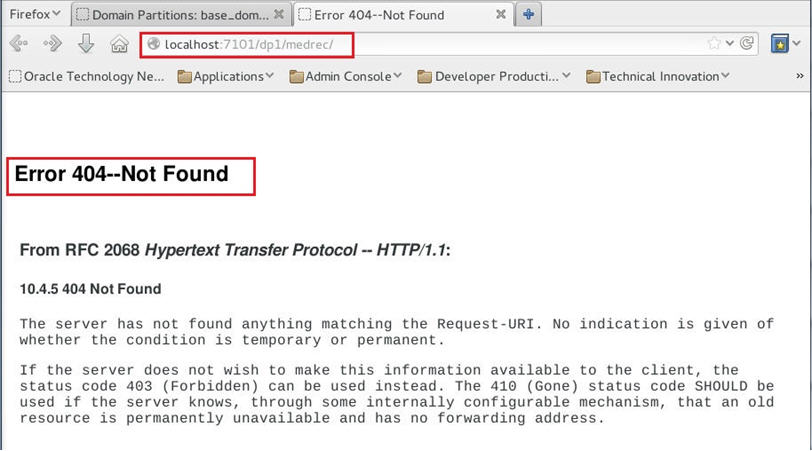 Firefox
Domain Partitions: base_dom...
Error 404--Not Found
localhost:7101/dp1/medrec/
Oracle Technology Ne...
Applications
Admin Console
Developer Producti...
Technical Innovation
»
Error 404--Not Found
From RFC 2068 Hypertext Transfer Protocol -- HTTP/1.1:
10.4.5 404 Not Found
The server has not found anything matching the Request-URI. No indication is given of
whether the condition is temporary or permanent.
If the server does not wish to make this information available to the client, the
status code 403 (Forbidden) can be used instead. The 410 (Gone) status code SHOULD be
used if the server knows, through some internally configurable mechanism, that an old
resource is permanently unavailable and has no forwarding address.